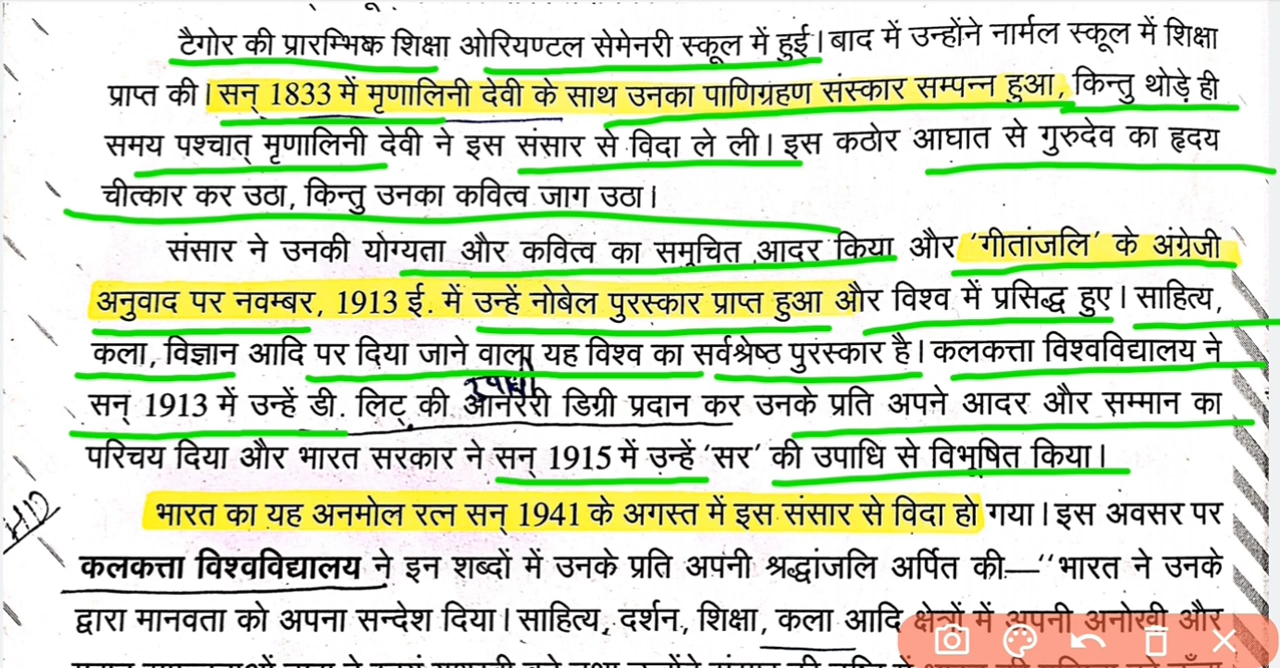 टैगोर की प्रारम्भिक शिक्षा ओरियण्टल सेमेनरी स्कूल में हुई। बाद में उन्होंने नार्मल स्कूल में शिक्षा
प्राप्त की। सन् 1833 में मृणालिनी देवी के साथ उनका पाणिग्रहण संस्कार सम्पन्न हुआ, किन्तु थोड़े ही
समय पश्चात् मृणालिनी देवी ने इस संसार से विदा ले ली। इस कठोर आघात से गुरुदेव का हृदय
चीत्कार कर उठा, किन्तु उनका कवित्व जाग उठा।
संसार ने उनकी योग्यता और कवित्व का समुचित आदर किया और 'गीतांजलि' के अंग्रेजी
अनुवाद पर नवम्बर, 1913 ई. में उन्हें नोबेल पुरस्कार प्राप्त हुआ और विश्व में प्रसिद्ध हुए। साहित्य,
कला, विज्ञान आदि पर दिया जाने वाला यह विश्व का सर्वश्रेष्ठ पुरस्कार है। कलकत्ता विश्वविद्यालय ने
उपाधी
सन् 1913 में उन्हें डी. लिट् की आनरेरी डिग्री प्रदान कर उनके प्रति अपने आदर और सम्मान का
परिचय दिया और भारत सरकार ने सन् 1915 में उन्हें 'सर' की उपाधि से विभूषित किया।
भारत का यह अनमोल रत्न सन् 1941 के अगस्त में इस संसार से विदा हो गया। इस अवसर पर
कलकत्ता विश्वविद्यालय ने इन शब्दों में उनके प्रति अपनी श्रद्धांजलि अर्पित की—"भारत ने उनके
द्वारा मानवता को अपना सन्देश दिया। साहित्य, दर्शन, शिक्षा, कला आदि क्षेत्रों में अपनी अनोखी और